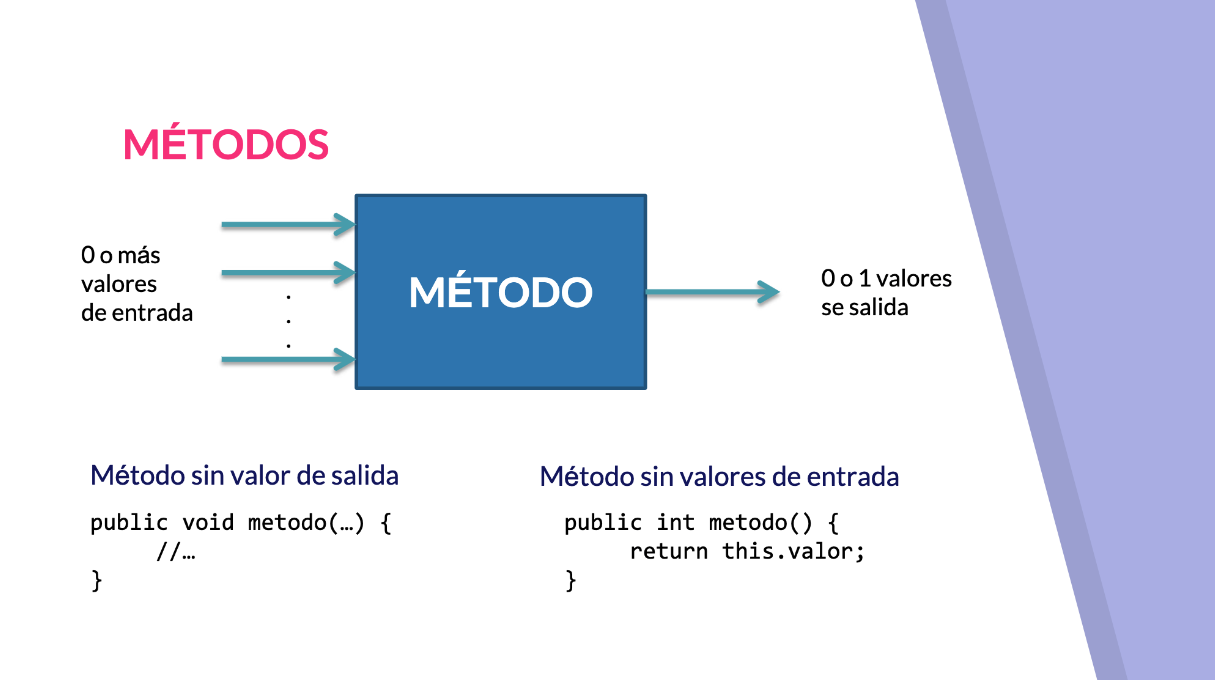 MÉTODOS
0 o más
valores
de entrada
.
.
.
MÉTODO
0 o 1 valores
se salida
Método sin valor de salida
public void metodo(…) {
//…
}
Método sin valores de entrada
public int metodo() {
return this.valor;
}